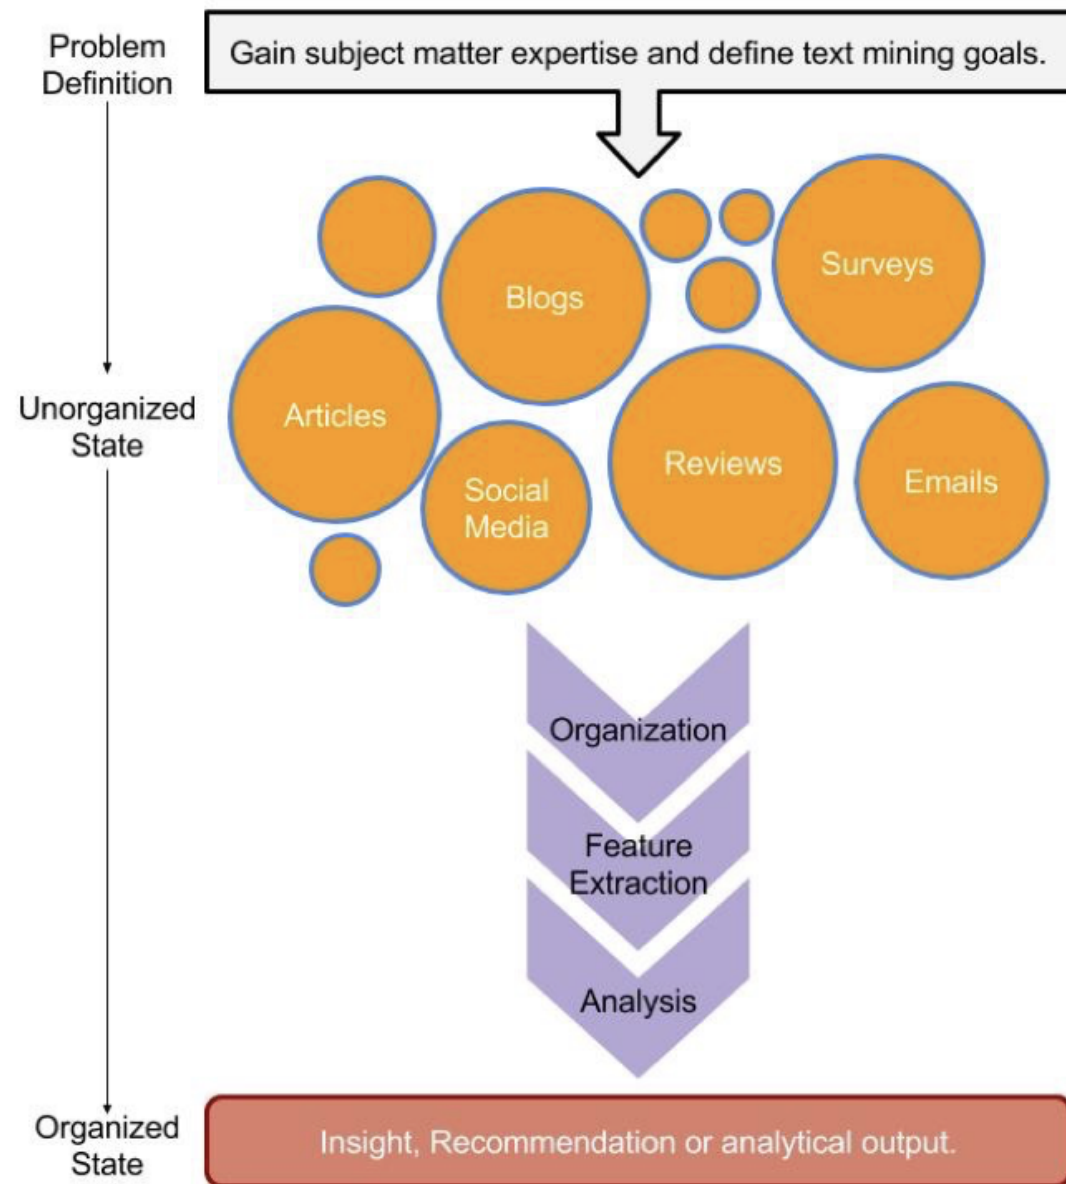 Problem
Definition
Gain subject matter expertise and define text mining goals.
Blogs
Surveys
Articles
Unorganized
State
Social
Media
Reviews
Emails
Organization
Feature
Extraction
Analysis
Organized
State
Insight, Recommendation or analytical output.